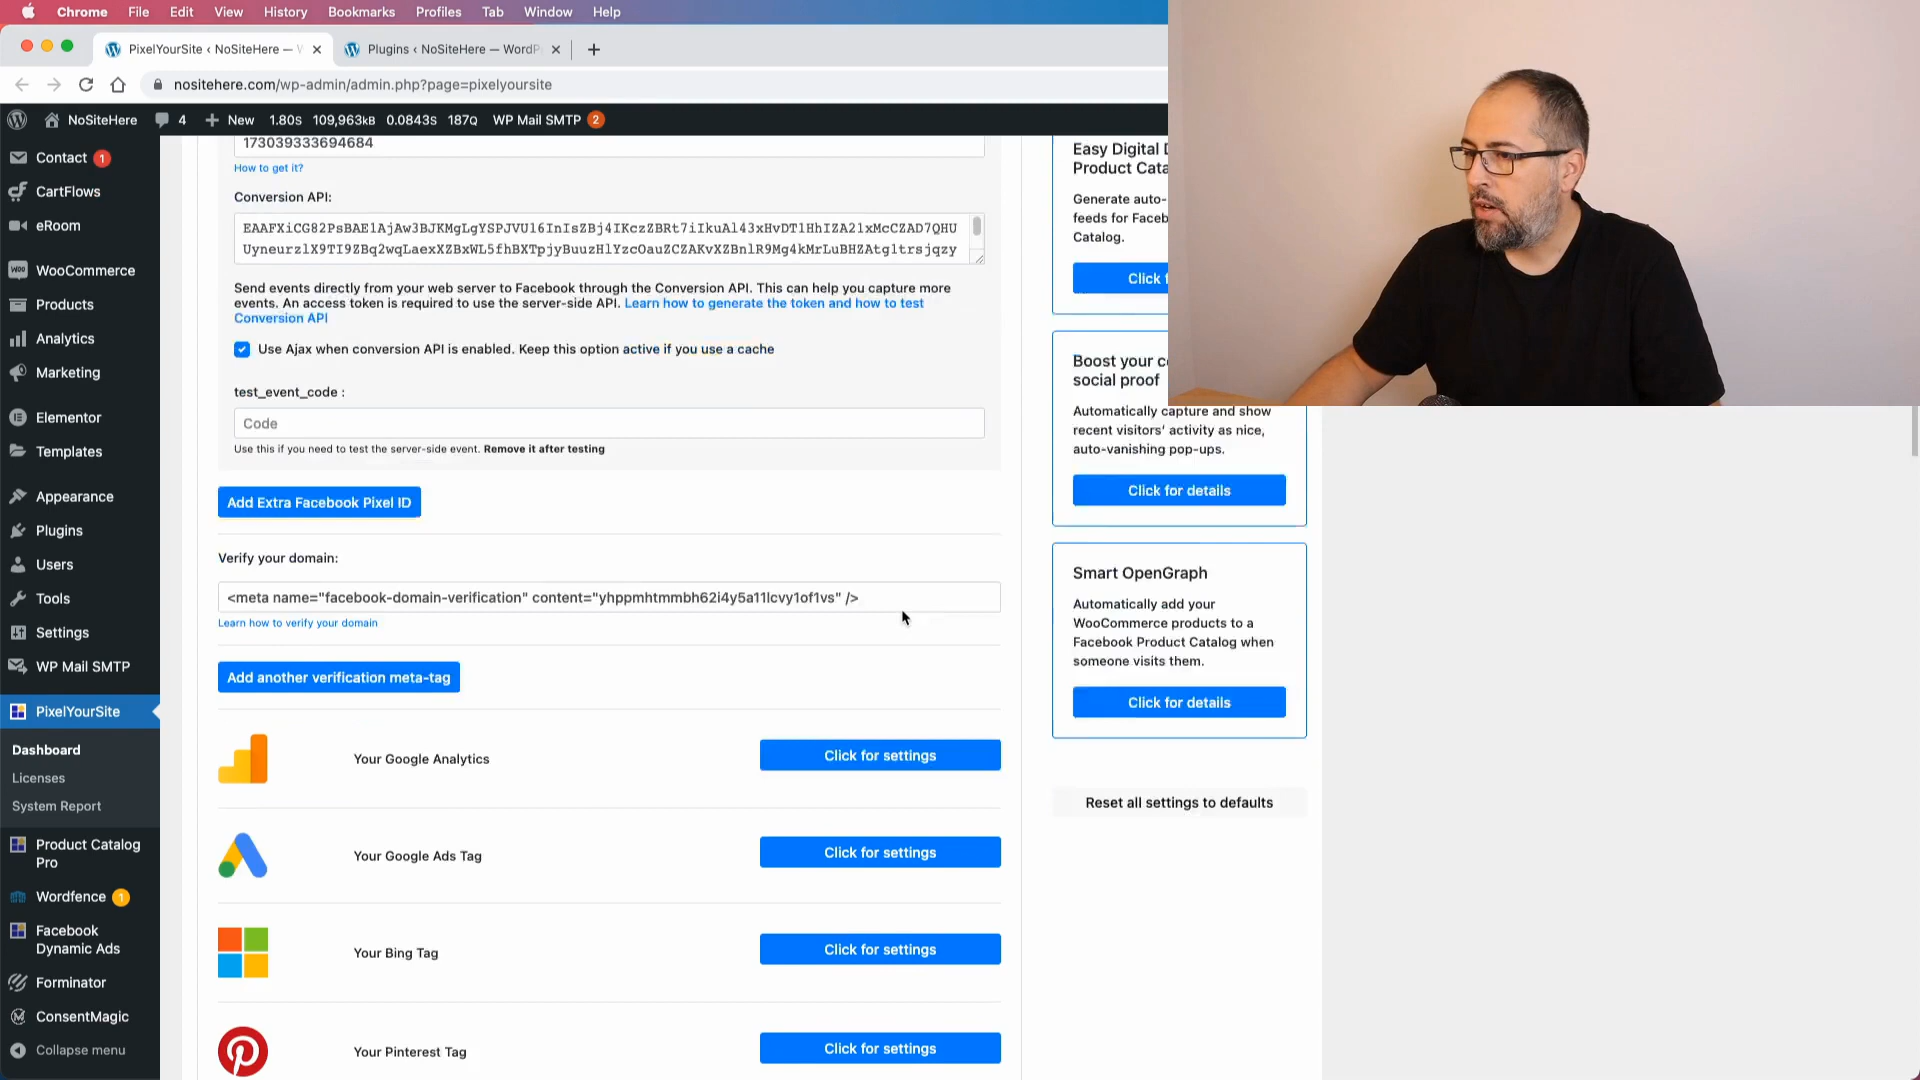 Chrome File Edit View History Bookmarks Profiles Tab Window Help
PixelYourSite ‹ NoSiteHere —
Plugins ‹ NoSiteHere — WordP
nositehere.com/wp-admin/admin.php?page=pixelyoursite
NoSiteHere 4 New 1.80s 109,963kB 0.0843s 187Q WP Mail SMTP 2
Contact 1
CartFlows
eRoom
WooCommerce
Products
Analytics
Marketing
Elementor
Templates
Appearance
Plugins
Users
Tools
Settings
WP Mail SMTP
PixelYourSite
Dashboard
Licenses
System Report
Product Catalog
Pro
Wordfence 1
Facebook
Dynamic Ads
Forminator
ConsentMagic
Collapse menu
173039333694684
How to get it?
Conversion API:
Send events directly from your web server to Facebook through the Conversion API. This can help you capture more
events. An access token is required to use the server-side API. Learn how to generate the token and how to test
Conversion API
Use Ajax when conversion API is enabled. Keep this option active if you use a cache
test_event_code :
Code
Use this if you need to test the server-side event. Remove it after testing
Add Extra Facebook Pixel ID
Verify your domain:
<meta name="facebook-domain-verification" content="yhppmhtmmbh62i4y5a11lcvy1of1vs" />
Learn how to verify your domain
Add another verification meta-tag
Your Google Analytics
Click for settings
Your Google Ads Tag
Click for settings
Your Bing Tag
Click for settings
Your Pinterest Tag
Click for settings
Easy Digital
Product
Generate auto-
feeds for
Catalog.
Click
Boost your
social proof
Automatically capture and show
recent visitors' activity as nice,
auto-vanishing pop-ups.
Click for details
Smart OpenGraph
Automatically add your
WooCommerce products to a
Facebook Product Catalog when
someone visits them.
Click for details
Reset all settings to defaults